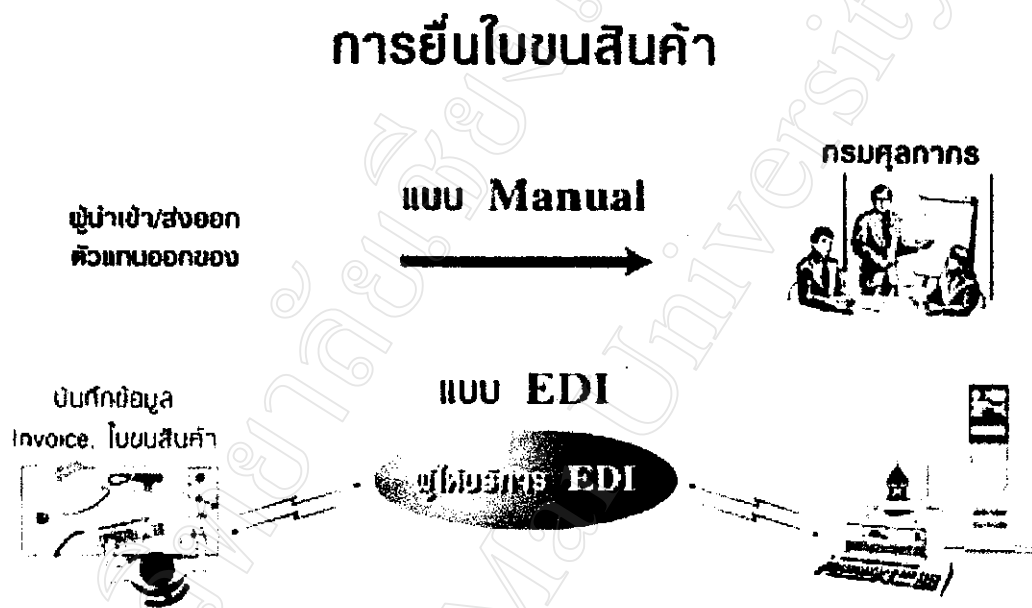 การยื่นใบขนสินค้า
กรมศุลกากร
แบบ Manual
ผู้นำเข้า/ส่งออก
ตัวแทนออกของ
แบบ EDI
บันทึกข้อมูล
Invoice, ใบขนสินค้า
ผู้ให้บริการ EDI